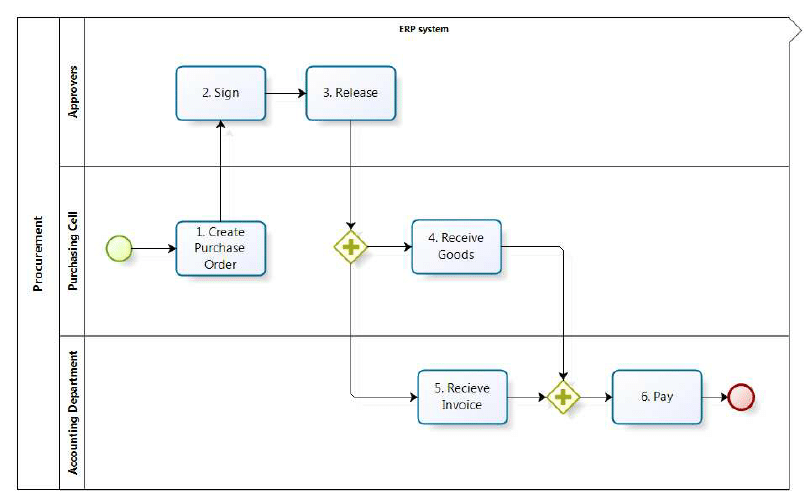 ERP system
Procurement
Approvers
2. Sign
3. Release
Purchasing Cell
1. Create
Purchase
Order
4. Receive
Goods
Accounting Department
5. Recieve
Invoice
6. Pay